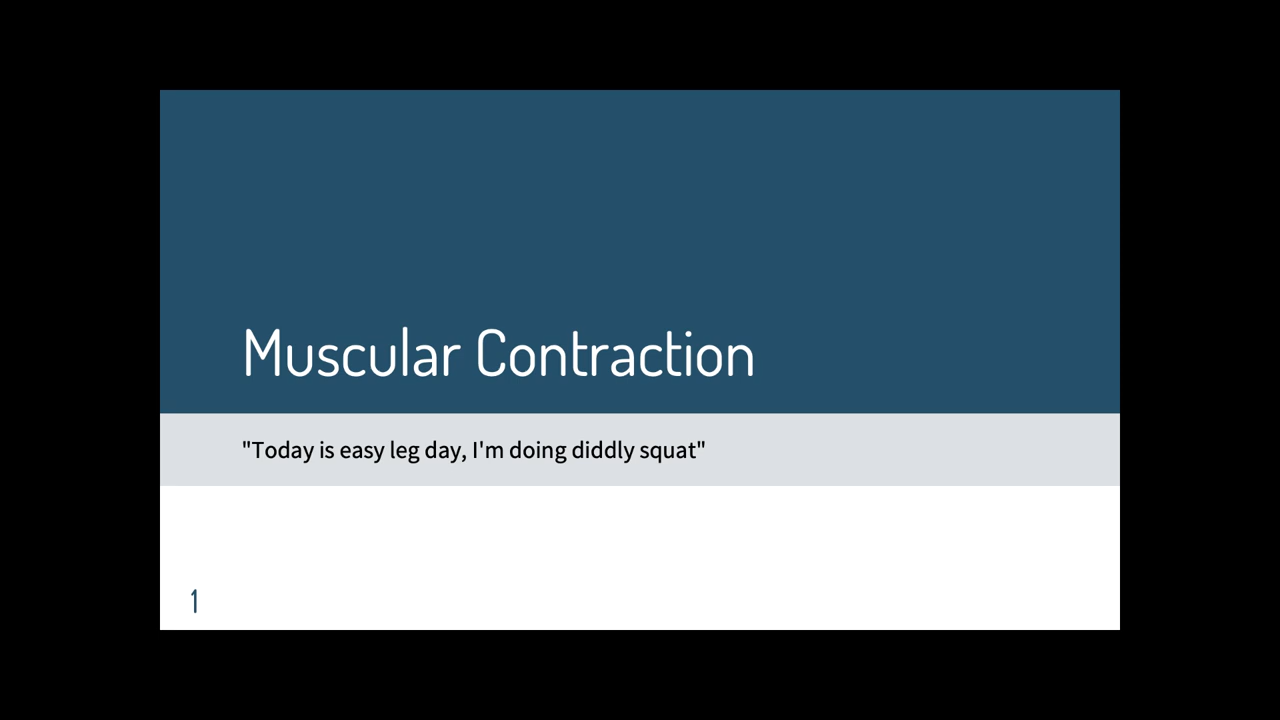 Muscular Contraction
"Today is easy leg day, I'm doing diddly squat"
1